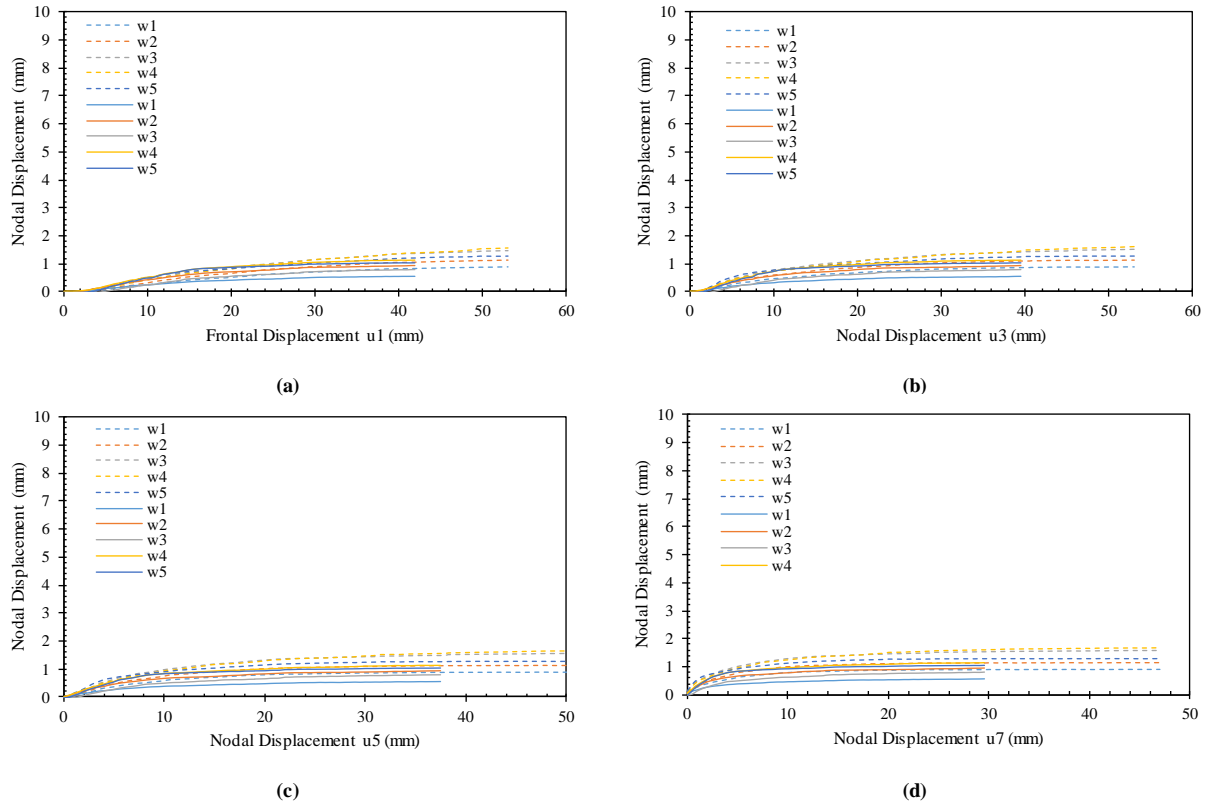 10
9
8
7
6
5
4
3
2
1
0
Nodal Displacement (mm)
w1
w2
w3
w4
w5
w1
w2
w3
w4
w5
0 10 20 30 40 50 60
Frontal Displacement u1 (mm)
(a)
10
9
8
7
6
5
4
3
2
1
0
Nodal Displacement (mm)
w1
w2
w3
w4
w5
w1
w2
w3
w4
w5
0 10 20 30 40 50 60
Nodal Displacement u3 (mm)
(b)
10
9
8
7
6
5
4
3
2
1
0
Nodal Displacement (mm)
w1
w2
w3
w4
w5
w1
w2
w3
w4
w5
0 10 20 30 40 50
Nodal Displacement u5 (mm)
(c)
10
9
8
7
6
5
4
3
2
1
0
Nodal Displacement (mm)
w1
w2
w3
w4
w5
w1
w2
w3
w4
0 10 20 30 40 50
Nodal Displacement u7 (mm)
(d)